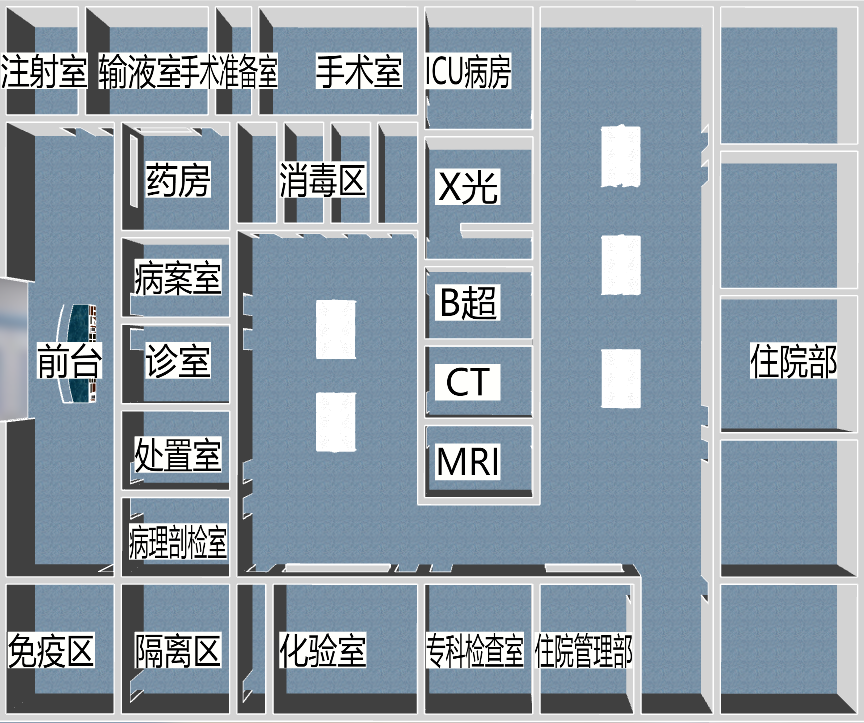 注射室
输液室
手术准备室
手术室
ICU病房
药房
消毒区
X光
病案室
B超
前台
诊室
CT
住院部
处置室
MRI
病理剖检室
免疫区
隔离区
化验室
专科检查室
住院管理部